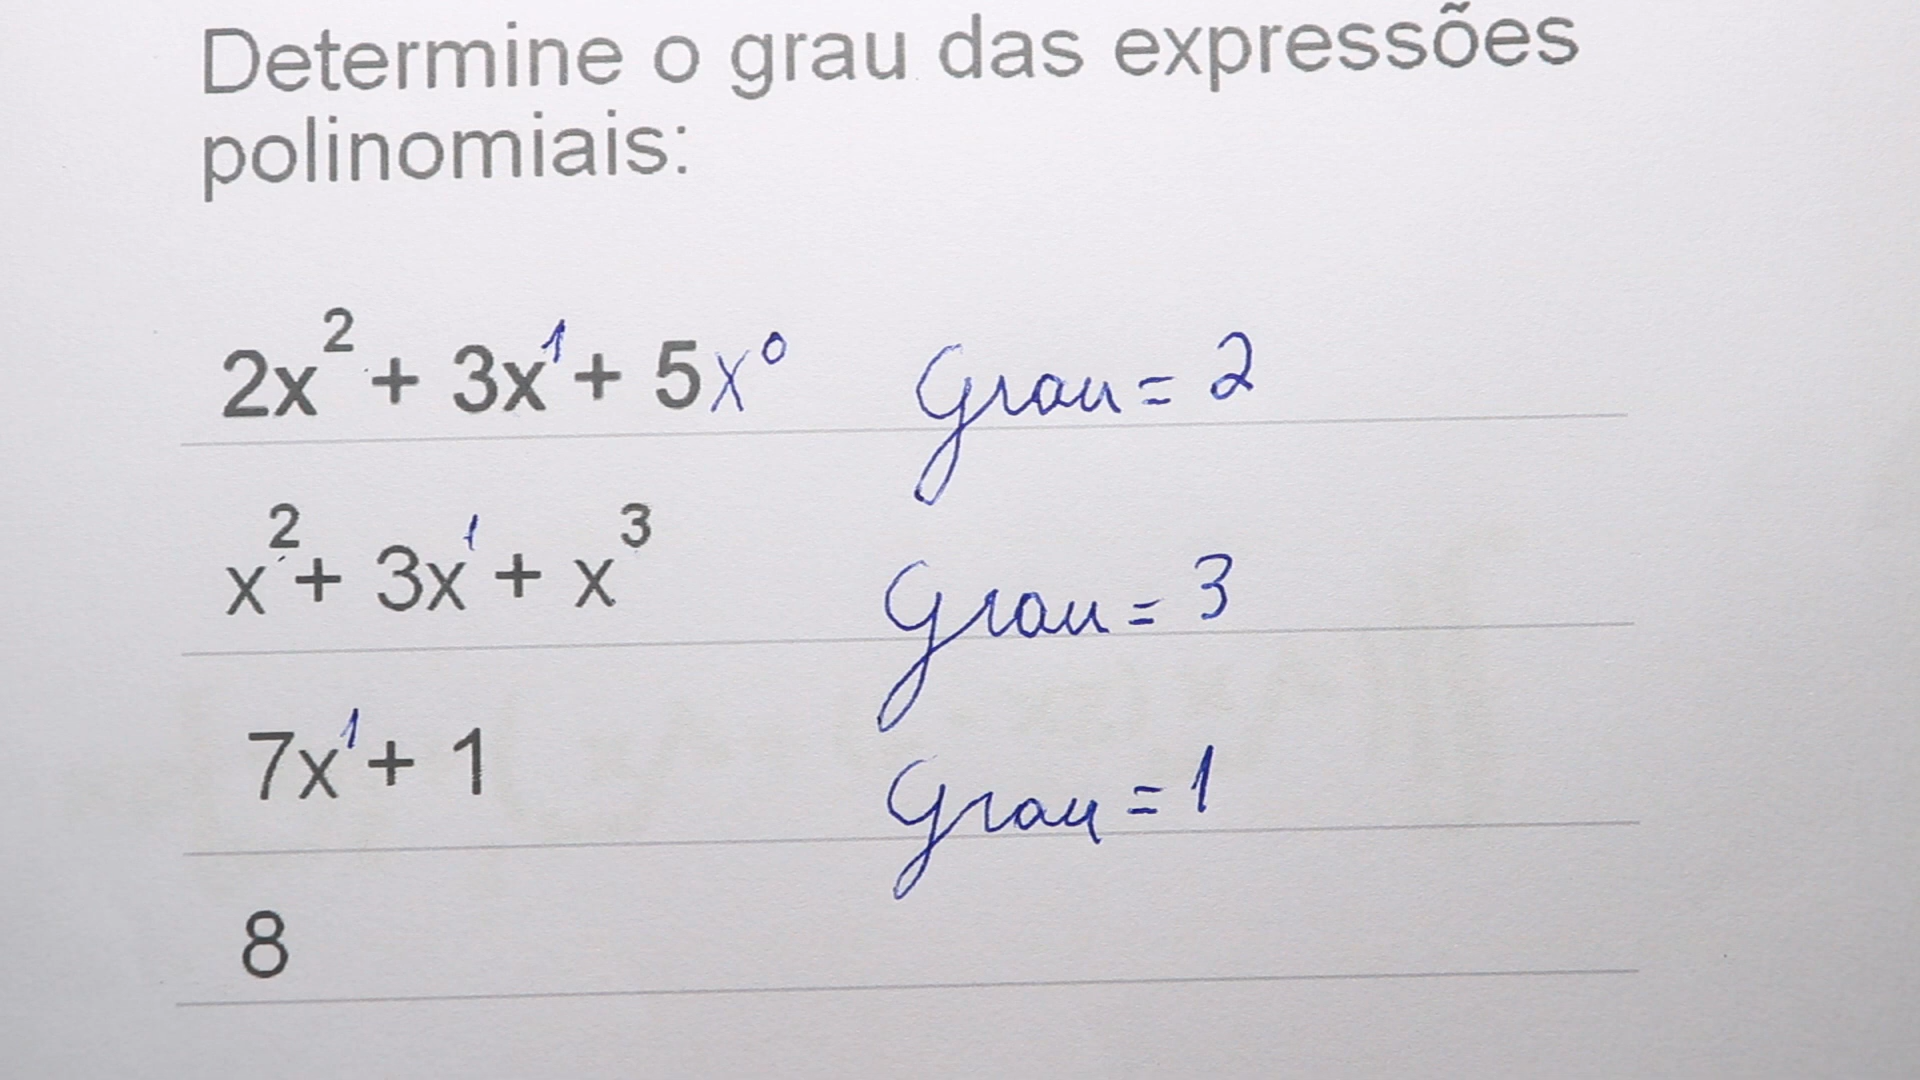 Determine o grau das expressões
polinomiais:
2x² + 3x¹ + 5x⁰ Grau = 2
x² + 3x¹ + x³ Grau = 3
7x¹ + 1 Grau = 1
8